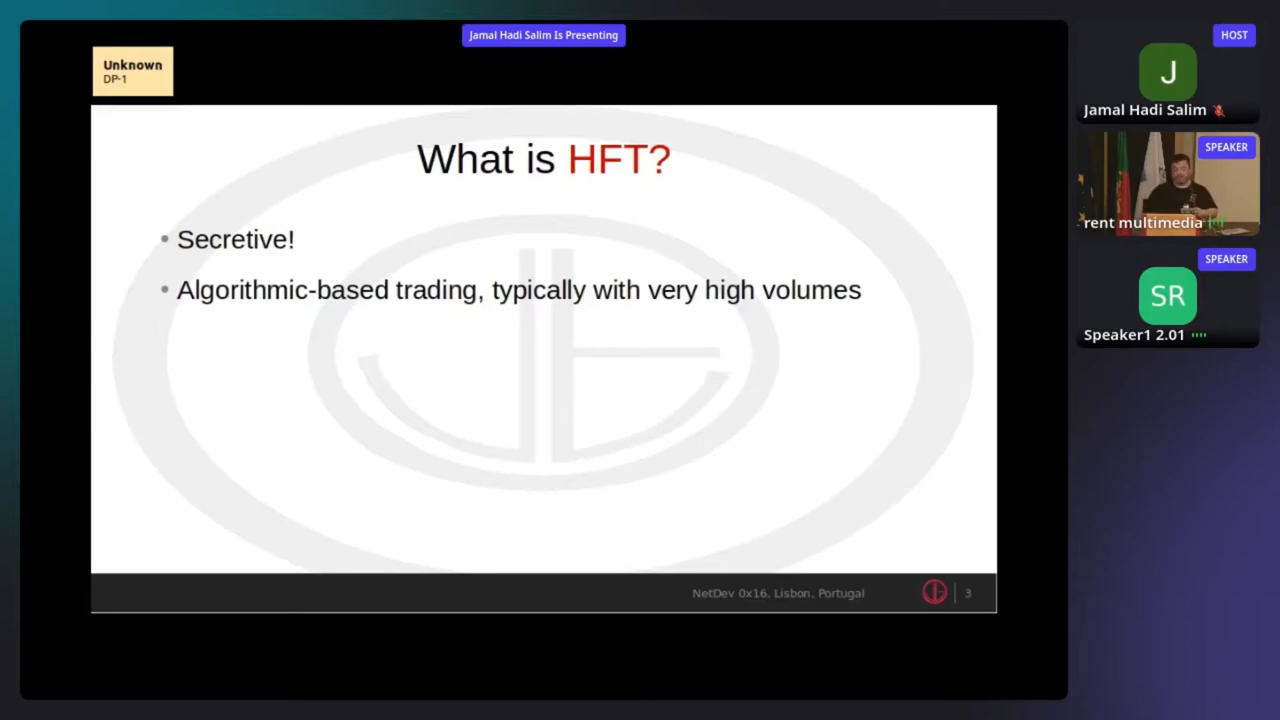 Jamal Hadi Salim Is Presenting
HOST
Unknown
DP-1
J
Jamal Hadi Salim
What is HFT?
SPEAKER
rent multimedia
• Secretive!
SPEAKER
• Algorithmic-based trading, typically with very high volumes
SR
Speaker1 2.01
NetDev 0x16, Lisbon, Portugal
3